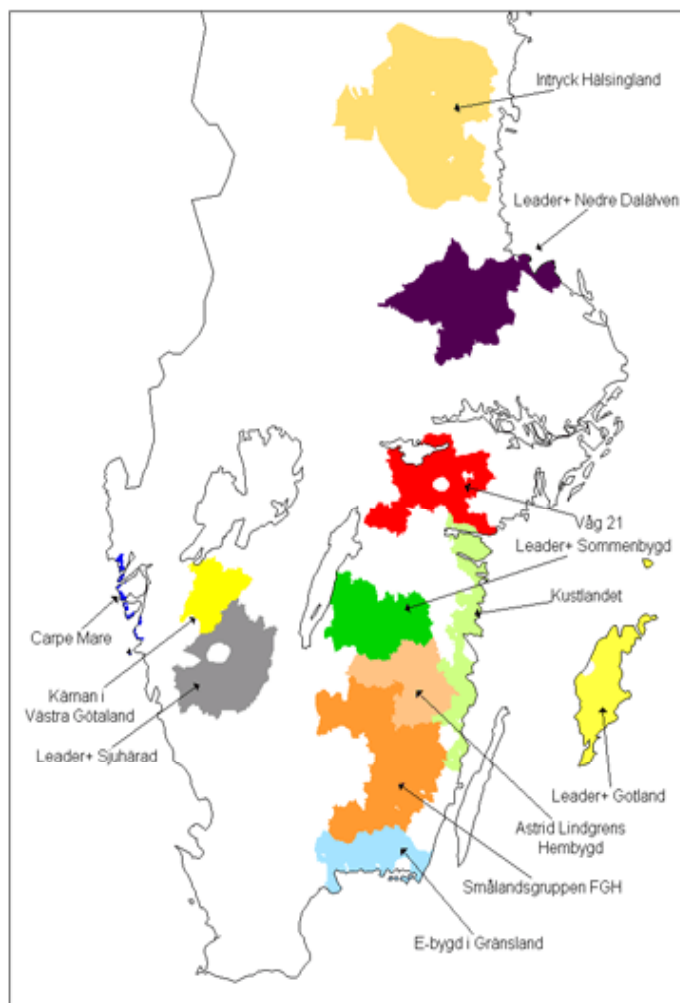 Intryck Hälsingland
Leader+ Nedre Dalälven
Våg 21
Leader+ Sommenbygd
Kustlandet
Carpe Mare
Kärnan i
Västra Götaland
Leader+ Sjuhärad
Leader+ Gotland
Astrid Lindgrens
Hembygd
Smålandsgruppen FGH
E-bygd i Gränsland